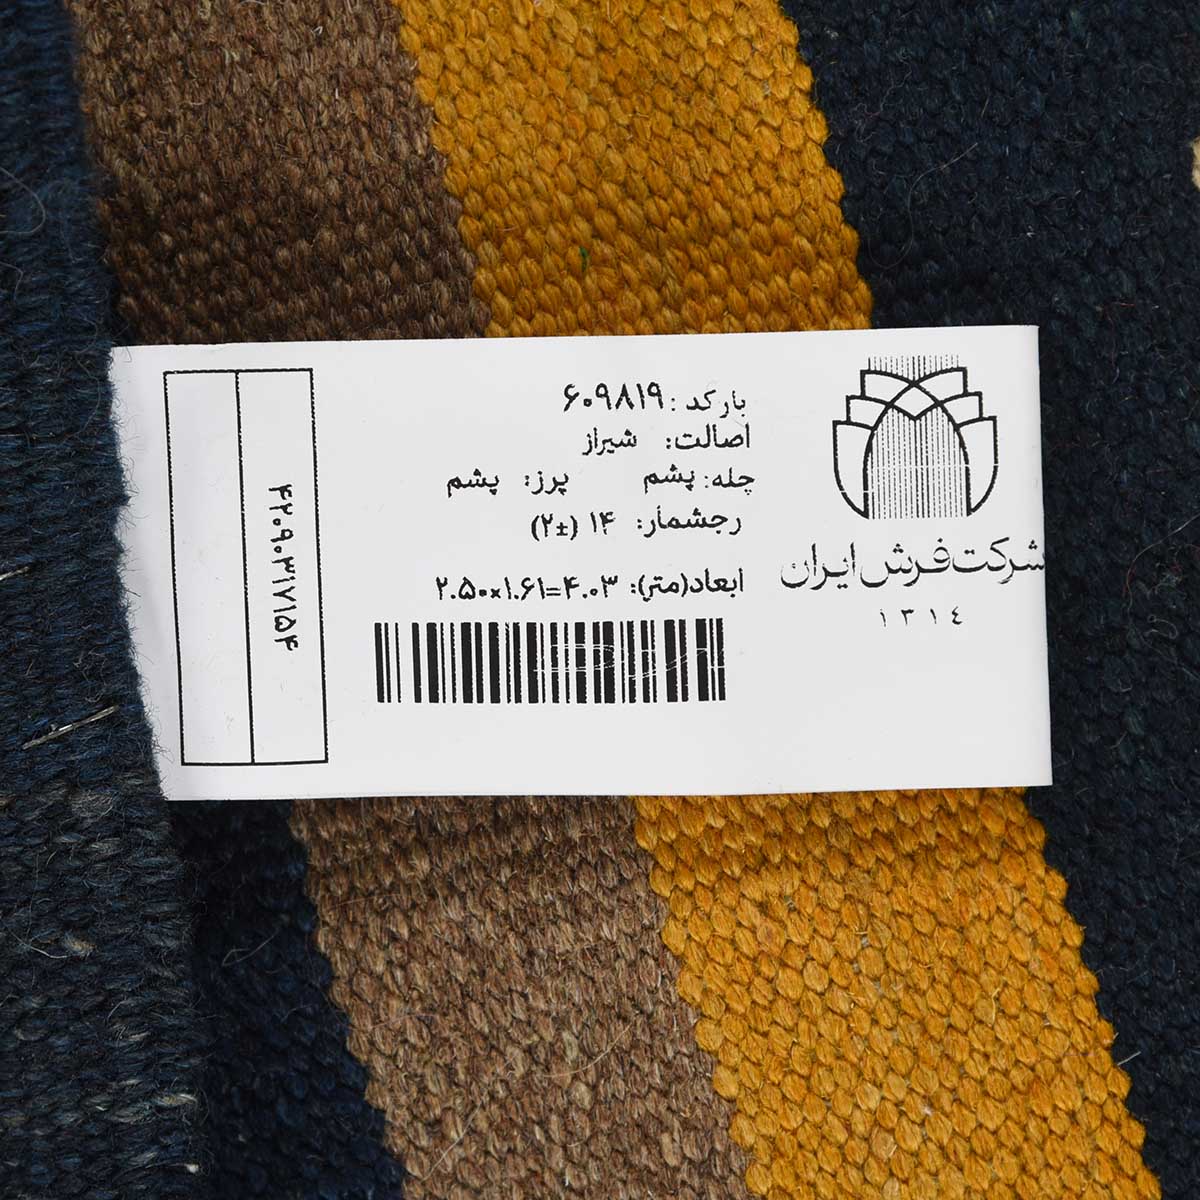 بارکد: ۶۰۹۸۱۹
اصالت: شیراز
چله: پشم پرز: پشم
رجشمار: ۱۴ (±۲)
ابعاد(متر): ۲.۵۰×۱.۶۱=۴.۰۳
شرکت فرش ایران
۱۳۱٤
۴۲۰۹۰۳۱۷۱۵۴